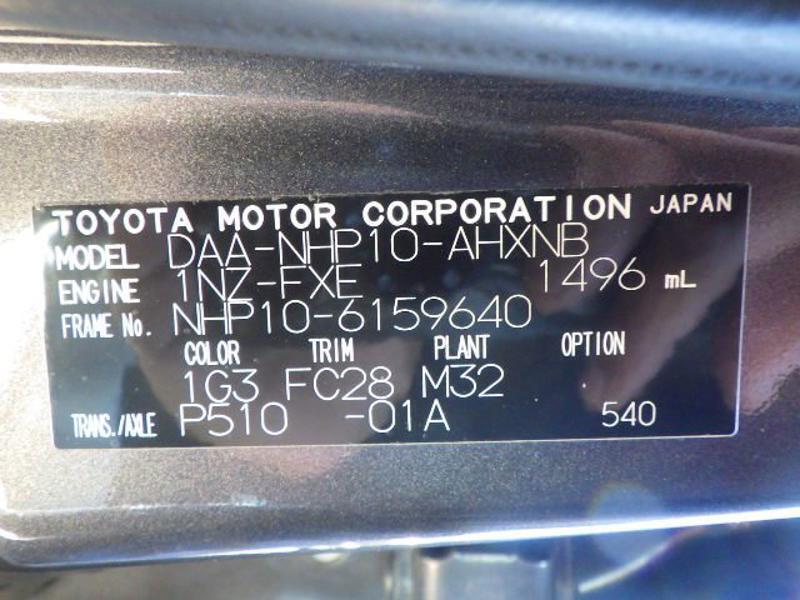 TOYOTA MOTOR CORPORATION JAPAN
MODEL DAA-NHP10-AHXNB
ENGINE 1NZ-FXE 1496 mL
FRAME No. NHP10-6159640
COLOR TRIM PLANT OPTION
1G3 FC28 M32
TRANS./AXLE P510 -01A 540